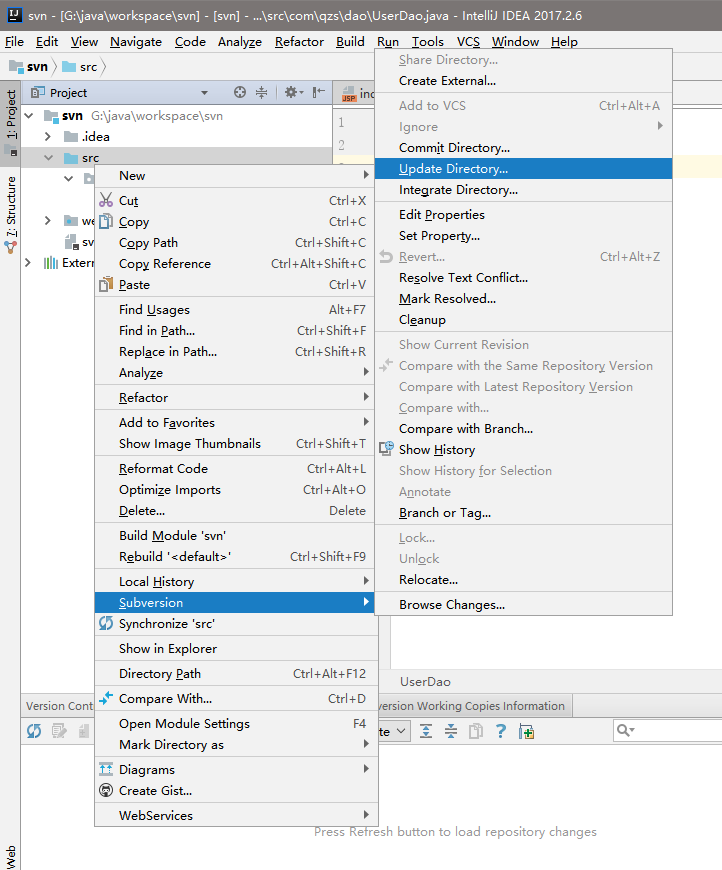 svn - [G:\java\workspace\svn] - [svn] - ...\src\com\qzs\dao\UserDao.java - IntelliJ IDEA 2017.2.6
File Edit View Navigate Code Analyze Refactor Build Run Tools VCS Window Help
svn src
1: Project
7: Structure
Web
Project
svn G:\java\workspace\svn
.idea
src
JSP
1
2
New
Cut Ctrl+X
Copy Ctrl+C
Copy Path Ctrl+Shift+C
Copy Reference Ctrl+Alt+Shift+C
Paste Ctrl+V
Find Usages Alt+F7
Find in Path... Ctrl+Shift+F
Replace in Path... Ctrl+Shift+R
Analyze
Refactor
Add to Favorites
Show Image Thumbnails Ctrl+Shift+T
Reformat Code Ctrl+Alt+L
Optimize Imports Ctrl+Alt+O
Delete... Delete
Build Module 'svn'
Rebuild '<default>' Ctrl+Shift+F9
Local History
Subversion
Synchronize 'src'
Show in Explorer
Directory Path Ctrl+Alt+F12
Compare With... Ctrl+D
Open Module Settings F4
Mark Directory as
Diagrams
Create Gist...
WebServices
Share Directory...
Create External...
Add to VCS Ctrl+Alt+A
Ignore
Commit Directory...
Update Directory...
Integrate Directory...
Edit Properties
Set Property...
Revert... Ctrl+Alt+Z
Resolve Text Conflict...
Mark Resolved...
Cleanup
Show Current Revision
Compare with the Same Repository Version
Compare with Latest Repository Version
Compare with...
Compare with Branch...
Show History
Show History for Selection
Annotate
Branch or Tag...
Lock...
Unlock
Relocate...
Browse Changes...
UserDao
Version Cont
version Working Copies Information
Press Refresh button to load repository changes